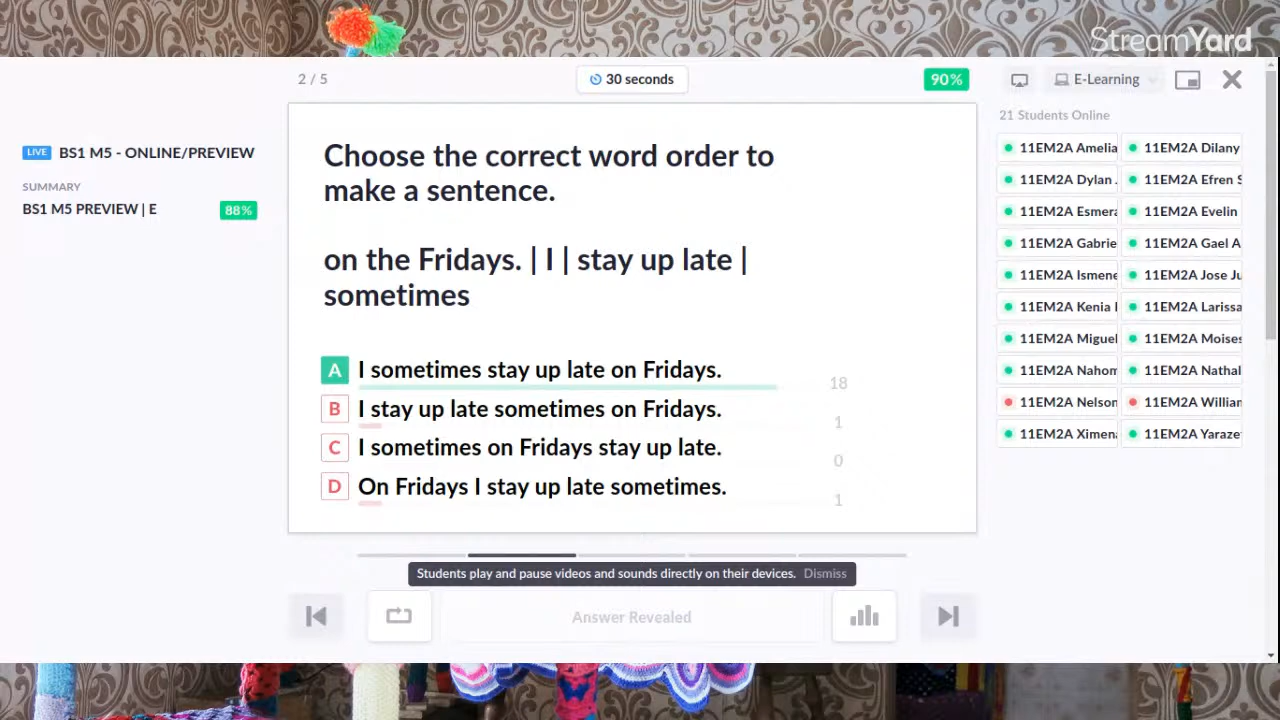 StreamYard
2 / 5
30 seconds
90%
E-Learning
21 Students Online
LIVE BS1 M5 - ONLINE/PREVIEW
SUMMARY
BS1 M5 PREVIEW | E 88%
Choose the correct word order to
make a sentence.
on the Fridays. | I | stay up late |
sometimes
A I sometimes stay up late on Fridays.
18
B I stay up late sometimes on Fridays.
1
C I sometimes on Fridays stay up late.
0
D On Fridays I stay up late sometimes.
1
11EM2A Amelia 11EM2A Dilany
11EM2A Dylan 11EM2A Efren S
11EM2A Esmera 11EM2A Evelin
11EM2A Gabrie 11EM2A Gael A
11EM2A Ismene 11EM2A Jose Ju
11EM2A Kenia 11EM2A Larissa
11EM2A Miguel 11EM2A Moises
11EM2A Nahom 11EM2A Nathal
11EM2A Nelson 11EM2A William
11EM2A Ximena 11EM2A Yaraze
Students play and pause videos and sounds directly on their devices. Dismiss
Answer Revealed